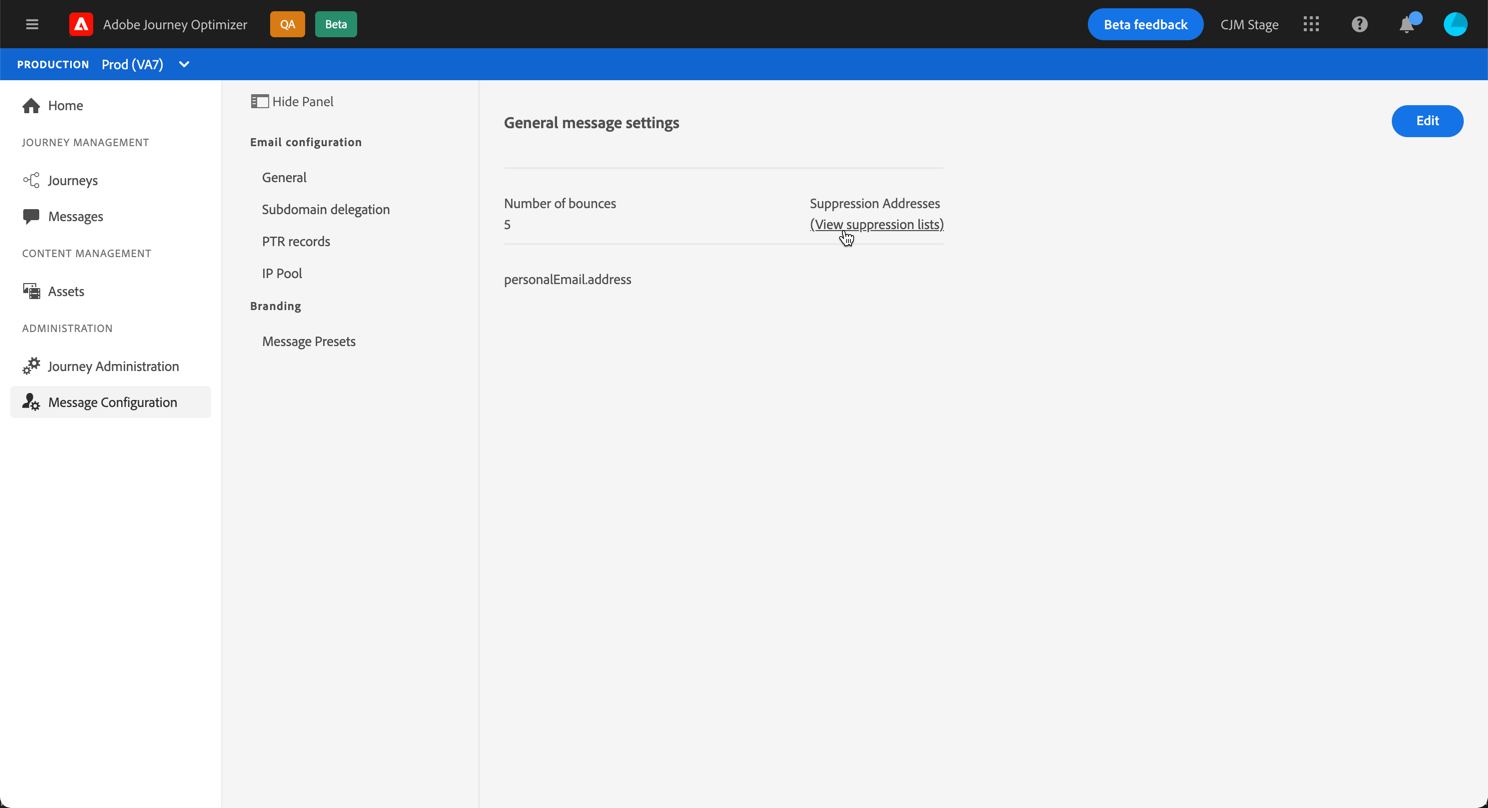 Adobe Journey Optimizer QA Beta Beta feedback CJM Stage
PRODUCTION Prod (VA7)
Home
JOURNEY MANAGEMENT
Journeys
Messages
CONTENT MANAGEMENT
Assets
ADMINISTRATION
Journey Administration
Message Configuration
Hide Panel
Email configuration
General
Subdomain delegation
PTR records
IP Pool
Branding
Message Presets
General message settings
Edit
Number of bounces
5
Suppression Addresses
(View suppression lists)
personalEmail.address